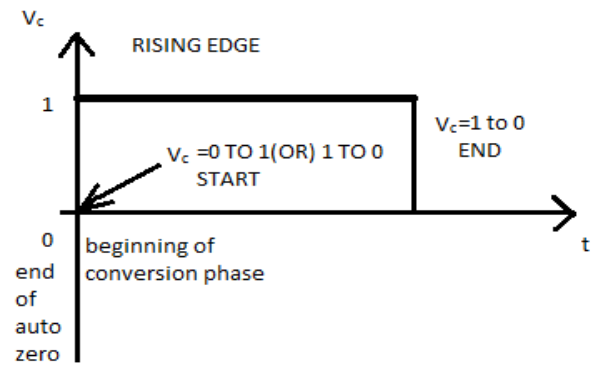 Vc
RISING EDGE
1
Vc =0 TO 1(OR) 1 TO 0
START
Vc=1 to 0
END
0
t
beginning of
conversion phase
end
of
auto
zero